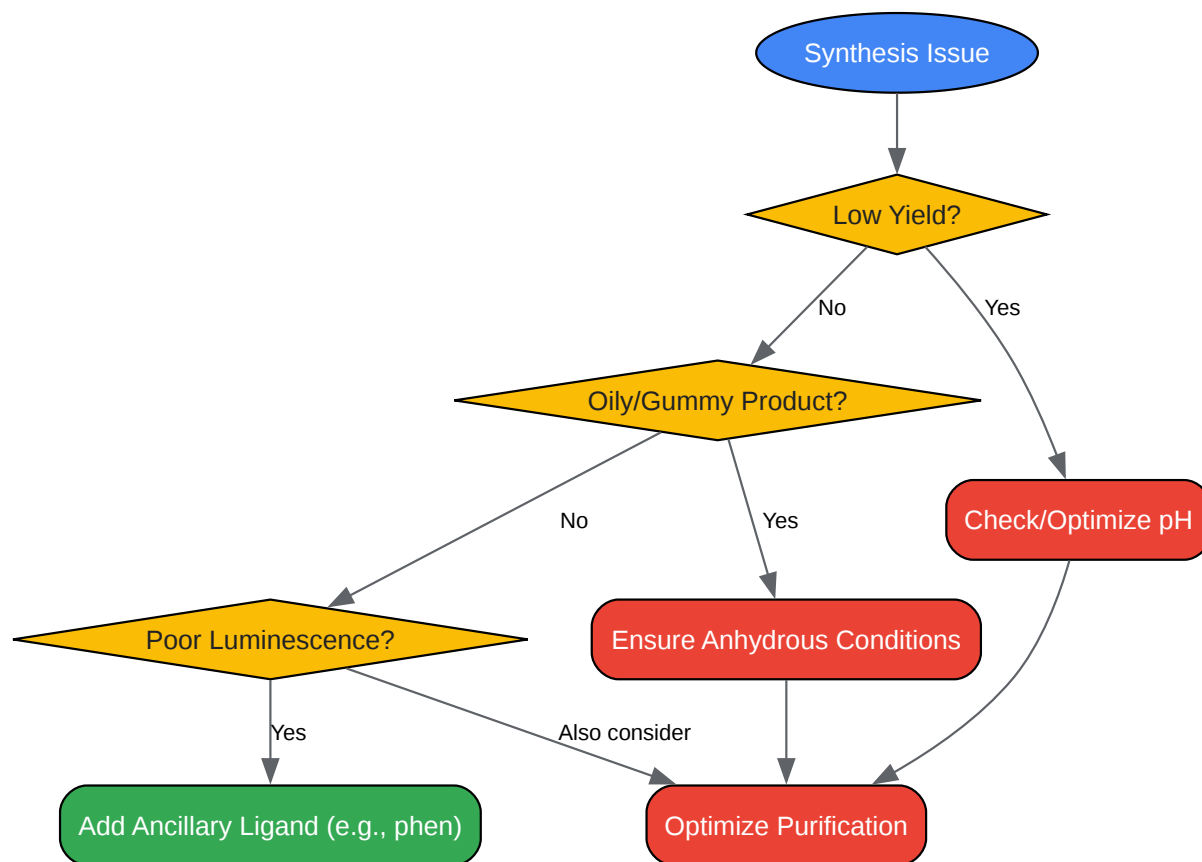 Synthesis Issue
Low Yield?
No
Yes
Oily/Gummy Product?
Check/Optimize pH
No
Yes
Poor Luminescence?
Ensure Anhydrous Conditions
Yes
Also consider
Add Ancillary Ligand (e.g., phen)
Optimize Purification